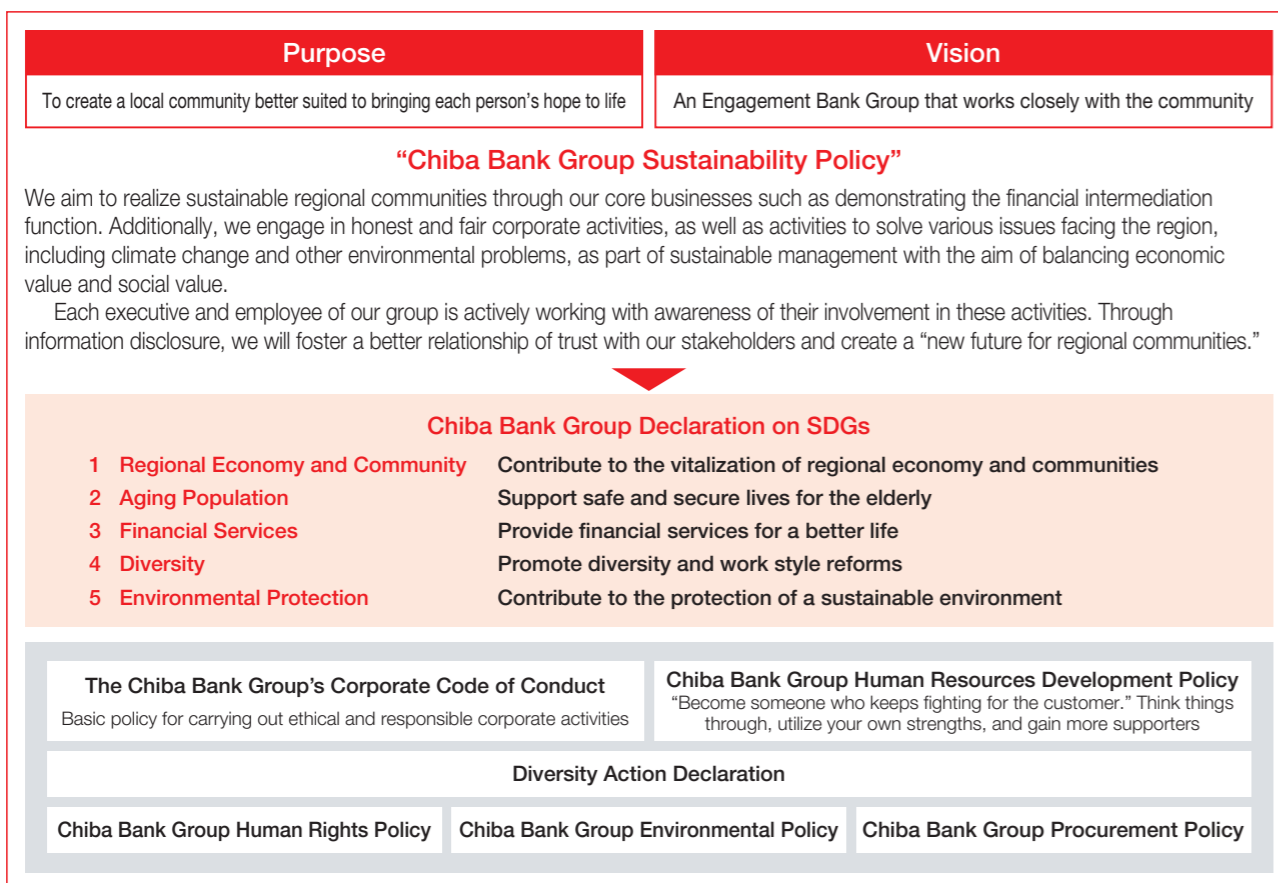 Purpose
To create a local community better suited to bringing each person's hope to life
Vision
An Engagement Bank Group that works closely with the community
“Chiba Bank Group Sustainability Policy”
We aim to realize sustainable regional communities through our core businesses such as demonstrating the financial intermediation
function. Additionally, we engage in honest and fair corporate activities, as well as activities to solve various issues facing the region,
including climate change and other environmental problems, as part of sustainable management with the aim of balancing economic
value and social value.
Each executive and employee of our group is actively working with awareness of their involvement in these activities. Through
information disclosure, we will foster a better relationship of trust with our stakeholders and create a “new future for regional communities.”
Chiba Bank Group Declaration on SDGs
1 Regional Economy and Community Contribute to the vitalization of regional economy and communities
2 Aging Population Support safe and secure lives for the elderly
3 Financial Services Provide financial services for a better life
4 Diversity Promote diversity and work style reforms
5 Environmental Protection Contribute to the protection of a sustainable environment
The Chiba Bank Group's Corporate Code of Conduct
Basic policy for carrying out ethical and responsible corporate activities
Chiba Bank Group Human Resources Development Policy
“Become someone who keeps fighting for the customer.” Think things
through, utilize your own strengths, and gain more supporters
Diversity Action Declaration
Chiba Bank Group Human Rights Policy
Chiba Bank Group Environmental Policy
Chiba Bank Group Procurement Policy